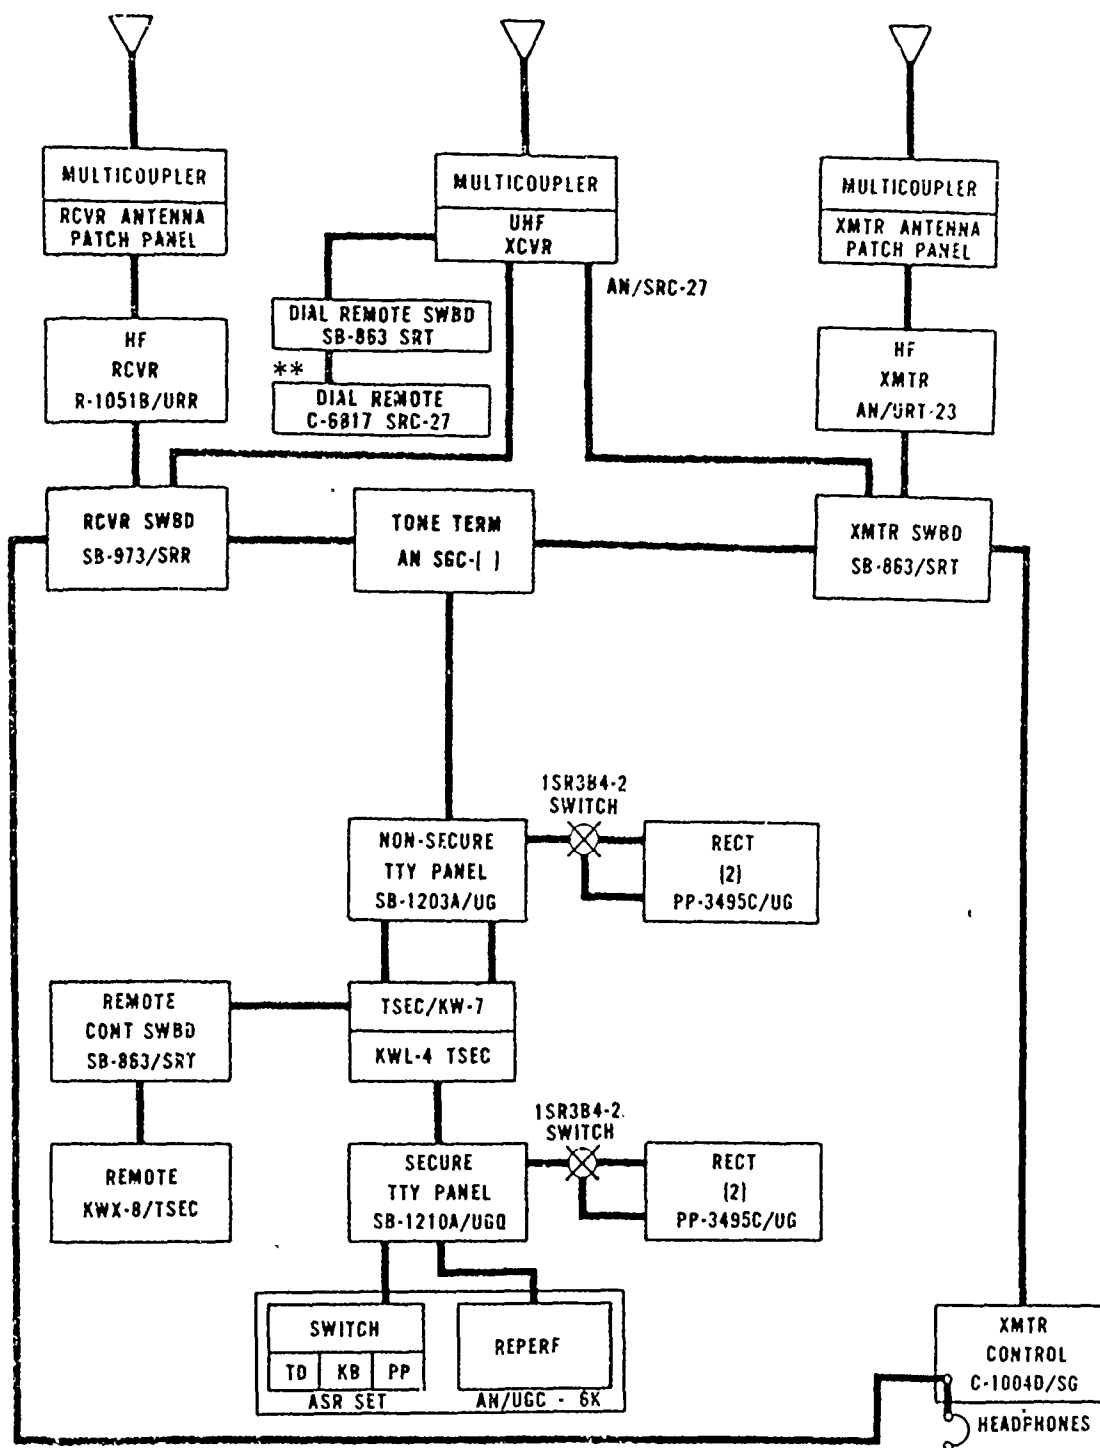 MULTICOUPLER
RCVR ANTENNA
PATCH PANEL
MULTICOUPLER
UHF
XCVR
MULTICOUPLER
XMTR ANTENNA
PATCH PANEL
AN/SRC-27
DIAL REMOTE SWBD
SB-863 SRT
**
DIAL REMOTE
C-6817 SRC-27
HF
RCVR
R-1051B/URR
HF
XMTR
AN/URT-23
RCVR SWBD
SB-973/SRR
TONE TERM
AN SGC-( )
XMTR SWBD
SB-863/SRT
1SR3B4-2
SWITCH
NON-SECURE
TTY PANEL
SB-1203A/UG
RECT
(2)
PP-3495C/UG
REMOTE
CONT SWBD
SB-863/SRT
TSEC/KW-7
KWL-4 TSEC
REMOTE
KWX-8/TSEC
1SR3B4-2.
SWITCH
SECURE
TTY PANEL
SB-1210A/UGQ
RECT
(2)
PP-3495C/UG
SWITCH
TD KB PP
ASR SET
REPERF
AN/UGC - 6K
XMTR
CONTROL
C-1004D/SG
HEADPHONES